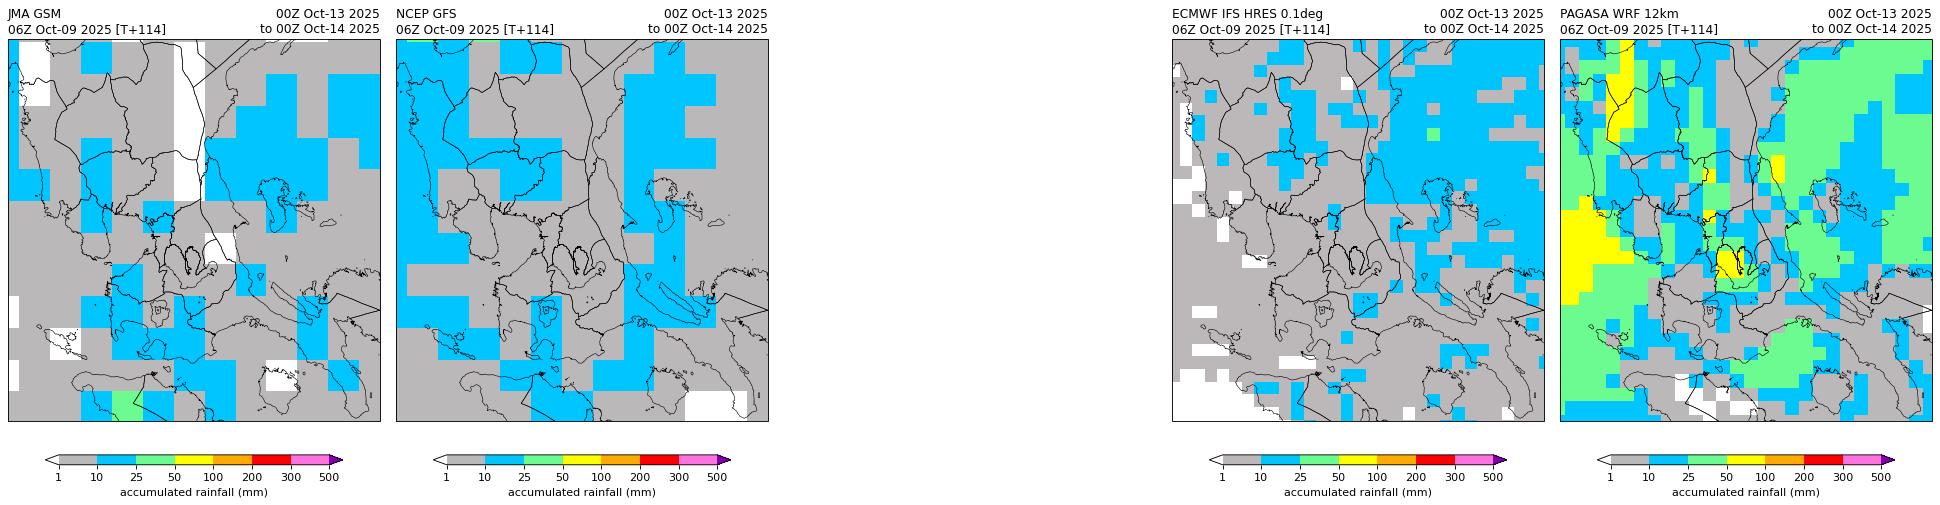 JMA GSM 00Z Oct-13 2025
06Z Oct-09 2025 [T+114] to 00Z Oct-14 2025
NCEP GFS 00Z Oct-13 2025
06Z Oct-09 2025 [T+114] to 00Z Oct-14 2025
ECMWF IFS HRES 0.1deg 00Z Oct-13 2025
06Z Oct-09 2025 [T+114] to 00Z Oct-14 2025
PAGASA WRF 12km 00Z Oct-13 2025
06Z Oct-09 2025 [T+114] to 00Z Oct-14 2025
1 10 25 50 100 200 300 500
accumulated rainfall (mm)
1 10 25 50 100 200 300 500
accumulated rainfall (mm)
1 10 25 50 100 200 300 500
accumulated rainfall (mm)
1 10 25 50 100 200 300 500
accumulated rainfall (mm)